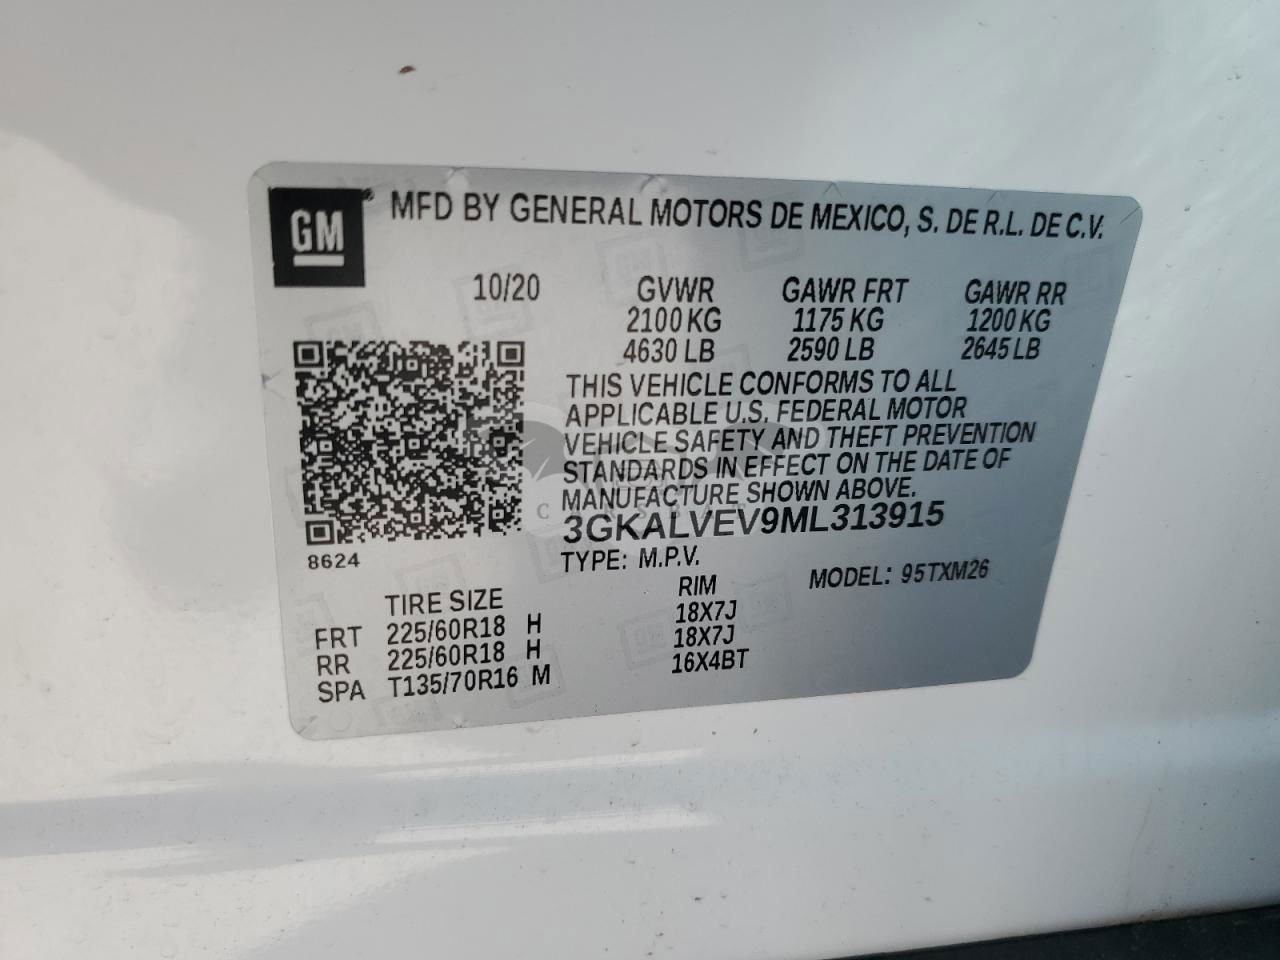 GM
® MFD BY GENERAL MOTORS DE MEXICO, S. DE R.L. DE C.V.
10/20 GVWR GAWR FRT GAWR RR
2100 KG 1175 KG 1200 KG
4630 LB 2590 LB 2645 LB
THIS VEHICLE CONFORMS TO ALL
APPLICABLE U.S. FEDERAL MOTOR
VEHICLE SAFETY AND THEFT PREVENTION
STANDARDS IN EFFECT ON THE DATE OF
MANUFACTURE SHOWN ABOVE.
3GKALVEV9ML313915
8624
TYPE: M.P.V. MODEL: 95TXM26
TIRE SIZE RIM
FRT 225/60R18 H 18X7J
RR 225/60R18 H 18X7J
SPA T135/70R16 M 16X4BT